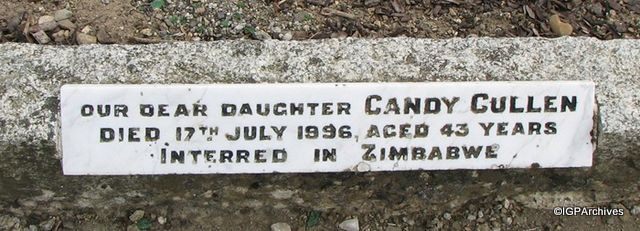 OUR DEAR DAUGHTER CANDY CULLEN
DIED 17TH JULY 1996, AGED 43 YEARS
INTERRED IN ZIMBABWE
©IGPArchives